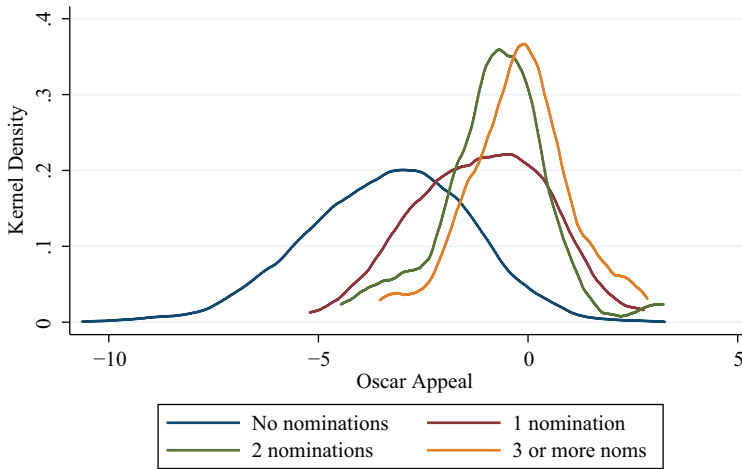 .4
.3
.2
.1
0
Kernel Density
−10 −5 0 5
Oscar Appeal
No nominations 1 nomination
2 nominations 3 or more noms